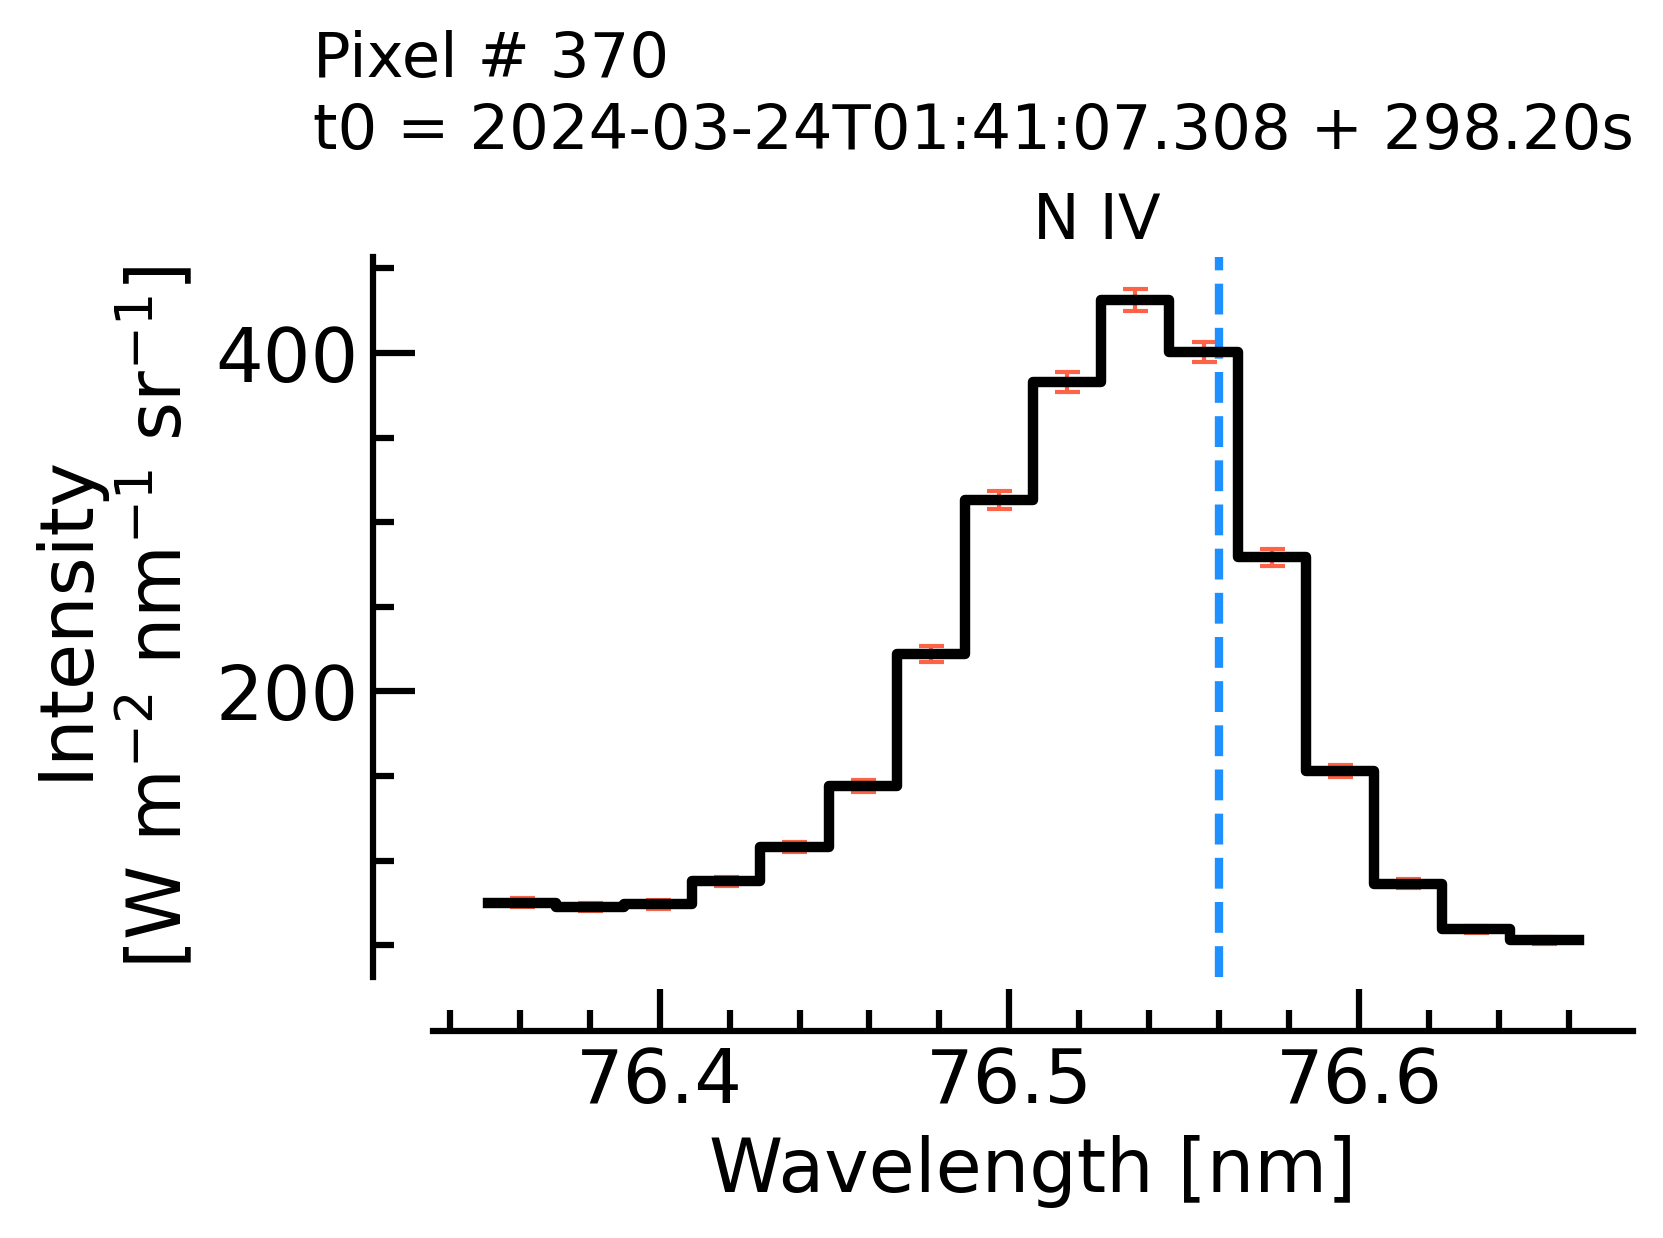 Pixel # 370
t0 = 2024-03-24T01:41:07.308 + 298.20s
N IV
Intensity
[W m⁻² nm⁻¹ sr⁻¹]
400
200
76.4 76.5 76.6
Wavelength [nm]